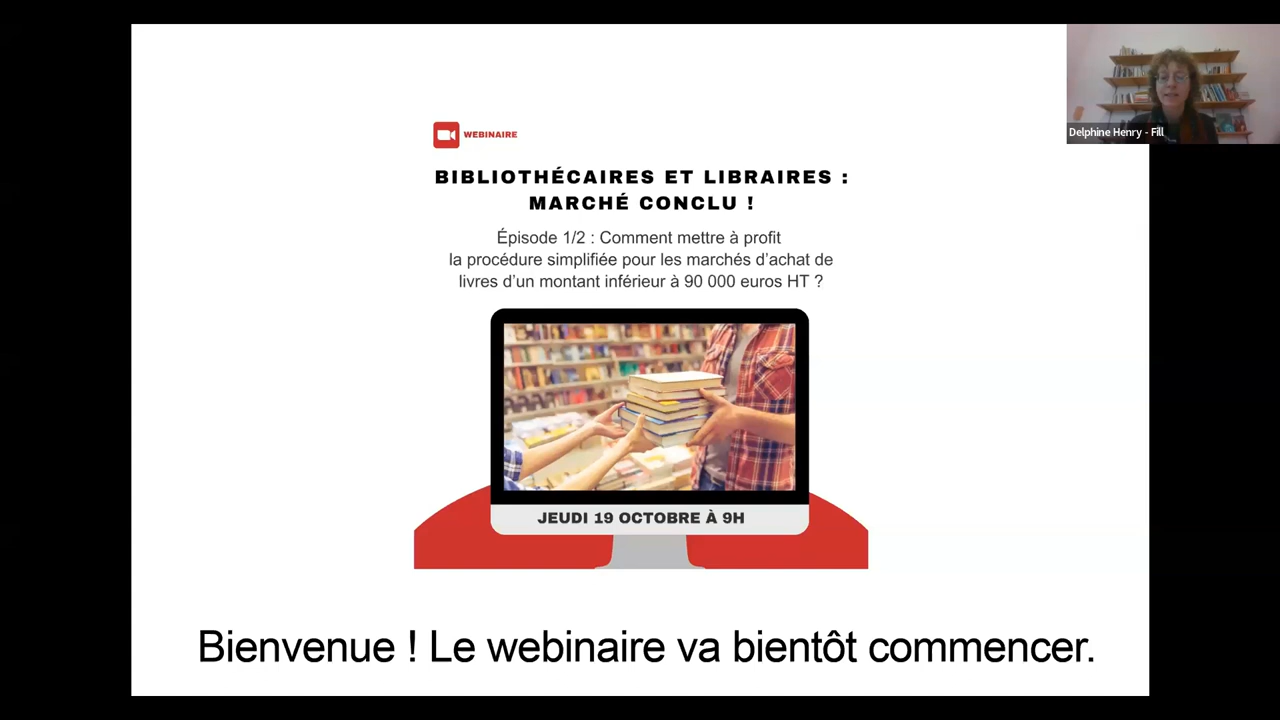 Delphine Henry - Fill
WEBINAIRE
BIBLIOTHÉCAIRES ET LIBRAIRES :
MARCHÉ CONCLU !
Épisode 1/2 : Comment mettre à profit
la procédure simplifiée pour les marchés d'achat de
livres d'un montant inférieur à 90 000 euros HT ?
JEUDI 19 OCTOBRE À 9H
Bienvenue ! Le webinaire va bientôt commencer.